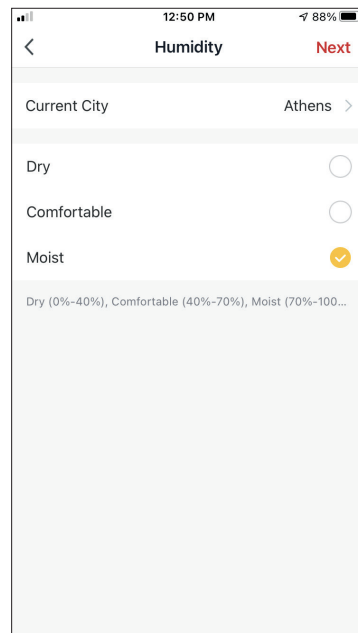 12:50 PM 88%
Humidity Next
Current City Athens
Dry
Comfortable
Moist
Dry (0%-40%), Comfortable (40%-70%), Moist (70%-100...